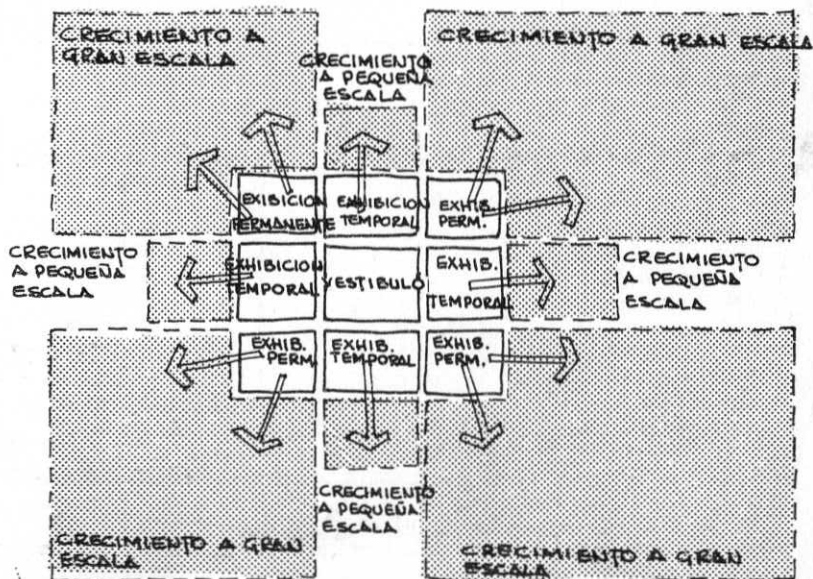 CRECIMIENTO A
GRAN ESCALA
CRECIMIENTO
A PEQUEÑA
ESCALA
CRECIMIENTO A GRAN ESCALA
EXIBICION
PERMANENTE
EXHIBICION
TEMPORAL
EXHIB.
PERM.
CRECIMIENTO
A PEQUEÑA
ESCALA
EXHIBICION
TEMPORAL
VESTIBULO
EXHIB.
TEMPORAL
CRECIMIENTO
A PEQUEÑA
ESCALA
EXHIB.
PERM.
EXHIB.
TEMPORAL
EXHIB.
PERM.
CRECIMIENTO
A PEQUEÑA
ESCALA
CRECIMIENTO A GRAN
ESCALA
CRECIMIENTO A GRAN ESCALA